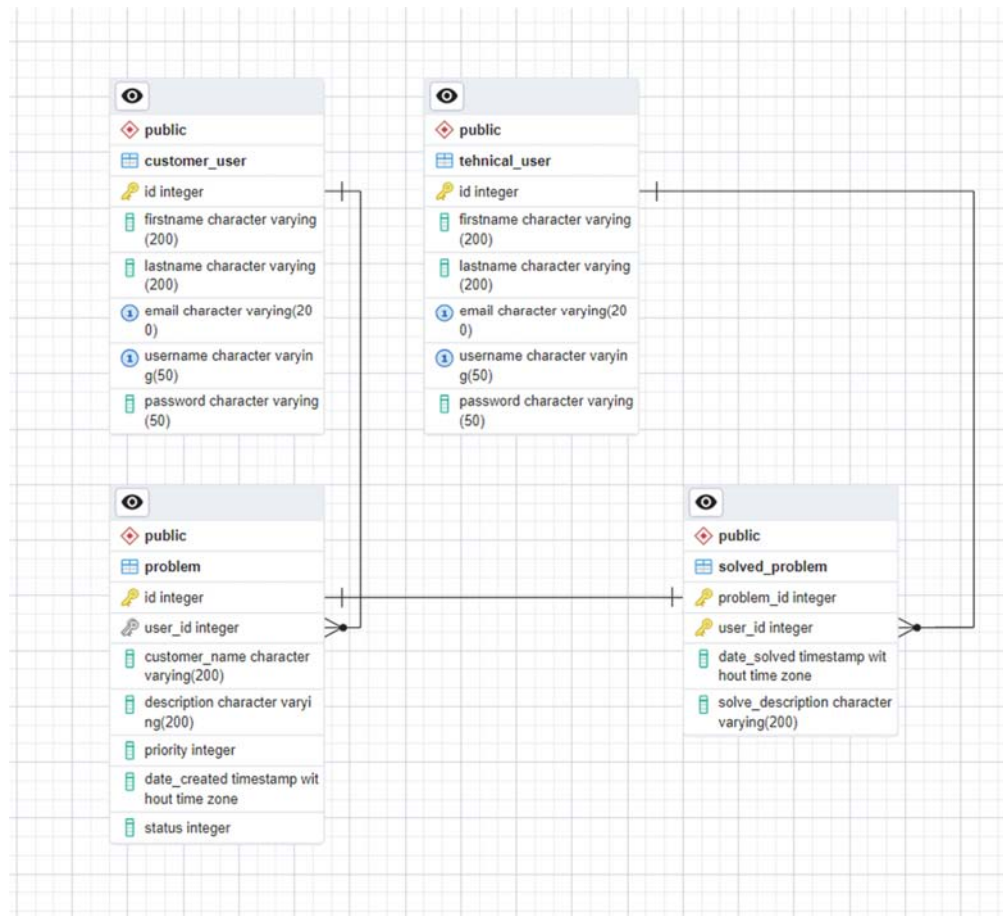 public
customer_user
id integer
firstname character varying
(200)
lastname character varying
(200)
email character varying(20
0)
username character varyin
g(50)
password character varying
(50)
public
tehnical_user
id integer
firstname character varying
(200)
lastname character varying
(200)
email character varying(20
0)
username character varyin
g(50)
password character varying
(50)
public
problem
id integer
user_id integer
customer_name character
varying(200)
description character varyi
ng(200)
priority integer
date_created timestamp wit
hout time zone
status integer
public
solved_problem
problem_id integer
user_id integer
date_solved timestamp wit
hout time zone
solve_description character
varying(200)